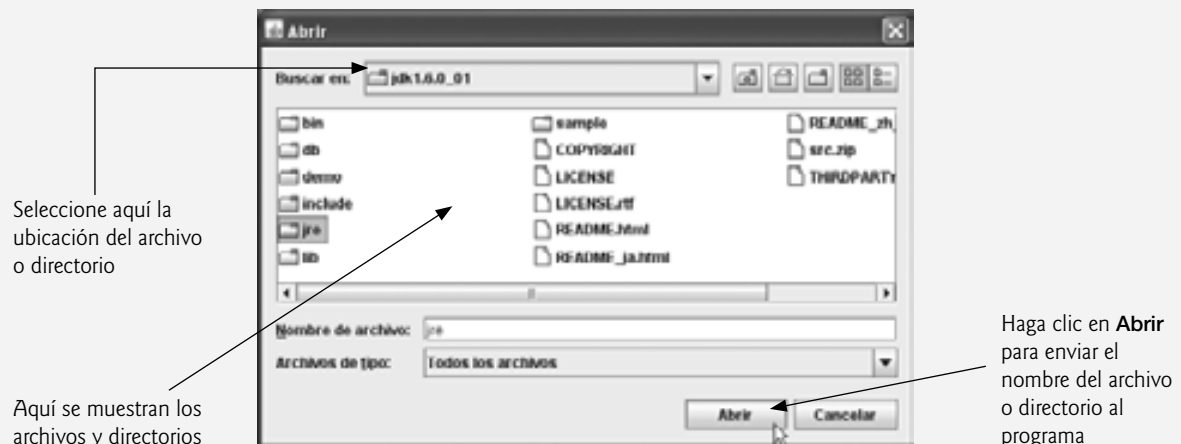 Abrir
Buscar en: jdk1.6.0_01
bin
db
demo
include
jre
lib
sample
COPYRIGHT
LICENSE
LICENSE.rtf
README.html
README_ja.html
README_zh_
src.zip
THIRDPARTY
Nombre de archivo: jre
Archivos de tipo: Todos los archivos
Abrir Cancelar
Seleccione aquí la
ubicación del archivo
o directorio
Aquí se muestran los
archivos y directorios
Haga clic en Abrir
para enviar el
nombre del archivo
o directorio al
programa